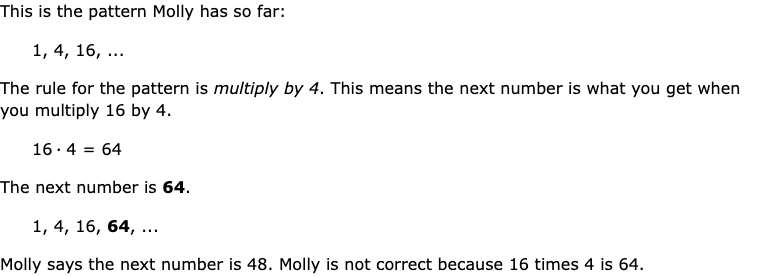 This is the pattern Molly has so far:
1, 4, 16, ...
The rule for the pattern is multiply by 4. This means the next number is what you get when
you multiply 16 by 4.
16 · 4 = 64
The next number is 64.
1, 4, 16, 64, ...
Molly says the next number is 48. Molly is not correct because 16 times 4 is 64.